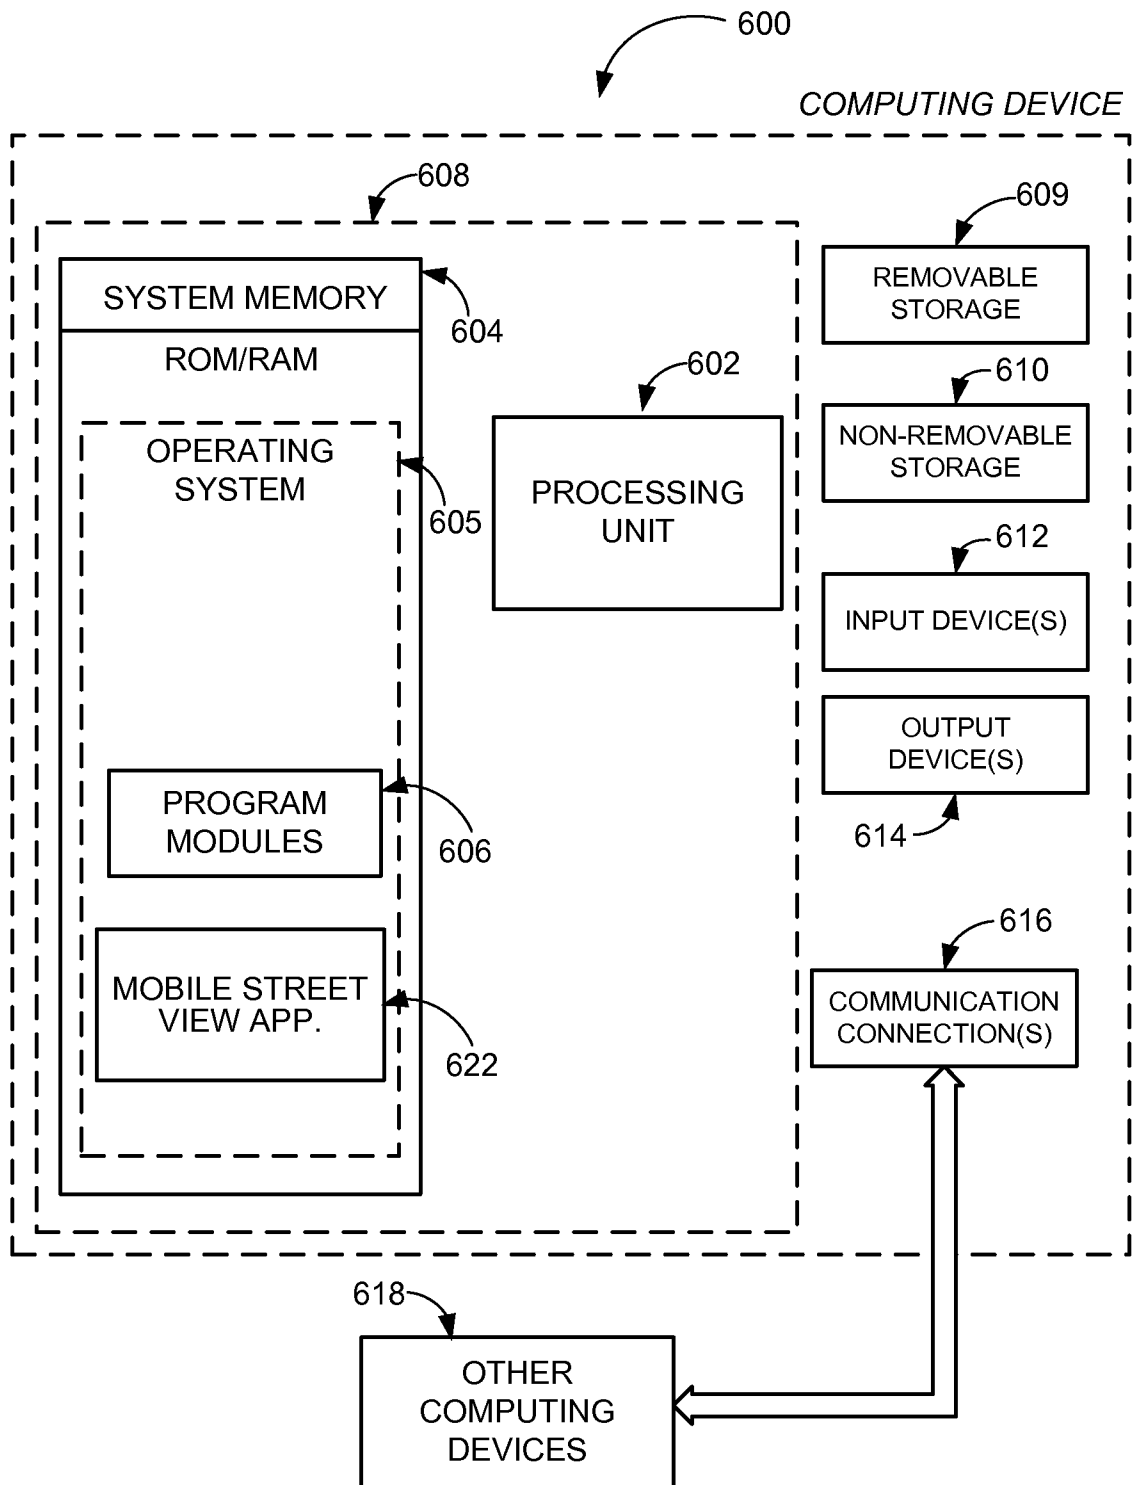 600
COMPUTING DEVICE
608
609
SYSTEM MEMORY
604
ROM/RAM
REMOVABLE
STORAGE
602
610
OPERATING
SYSTEM
605
PROCESSING
UNIT
NON-REMOVABLE
STORAGE
612
INPUT DEVICE(S)
OUTPUT
DEVICE(S)
614
PROGRAM
MODULES
606
616
MOBILE STREET
VIEW APP.
622
COMMUNICATION
CONNECTION(S)
618
OTHER
COMPUTING
DEVICES